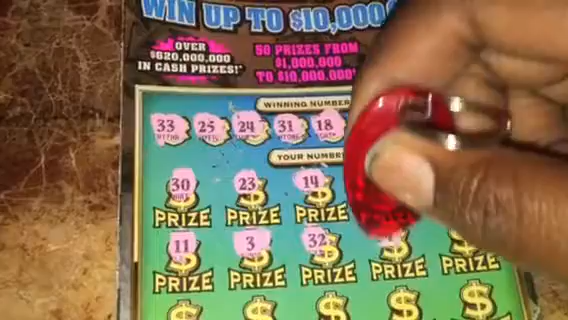 WIN UP TO $10,000,
OVER
$620,000,000
IN CASH PRIZES!*
50 PRIZES FROM
$1,000,000
TO $10,000,000!
WINNING NUMBER
33 25 24 31 18
YOUR NUMBER
30 23 14
PRIZE PRIZE PRIZE
11 3 32
PRIZE PRIZE PRIZE PRIZE PRIZE